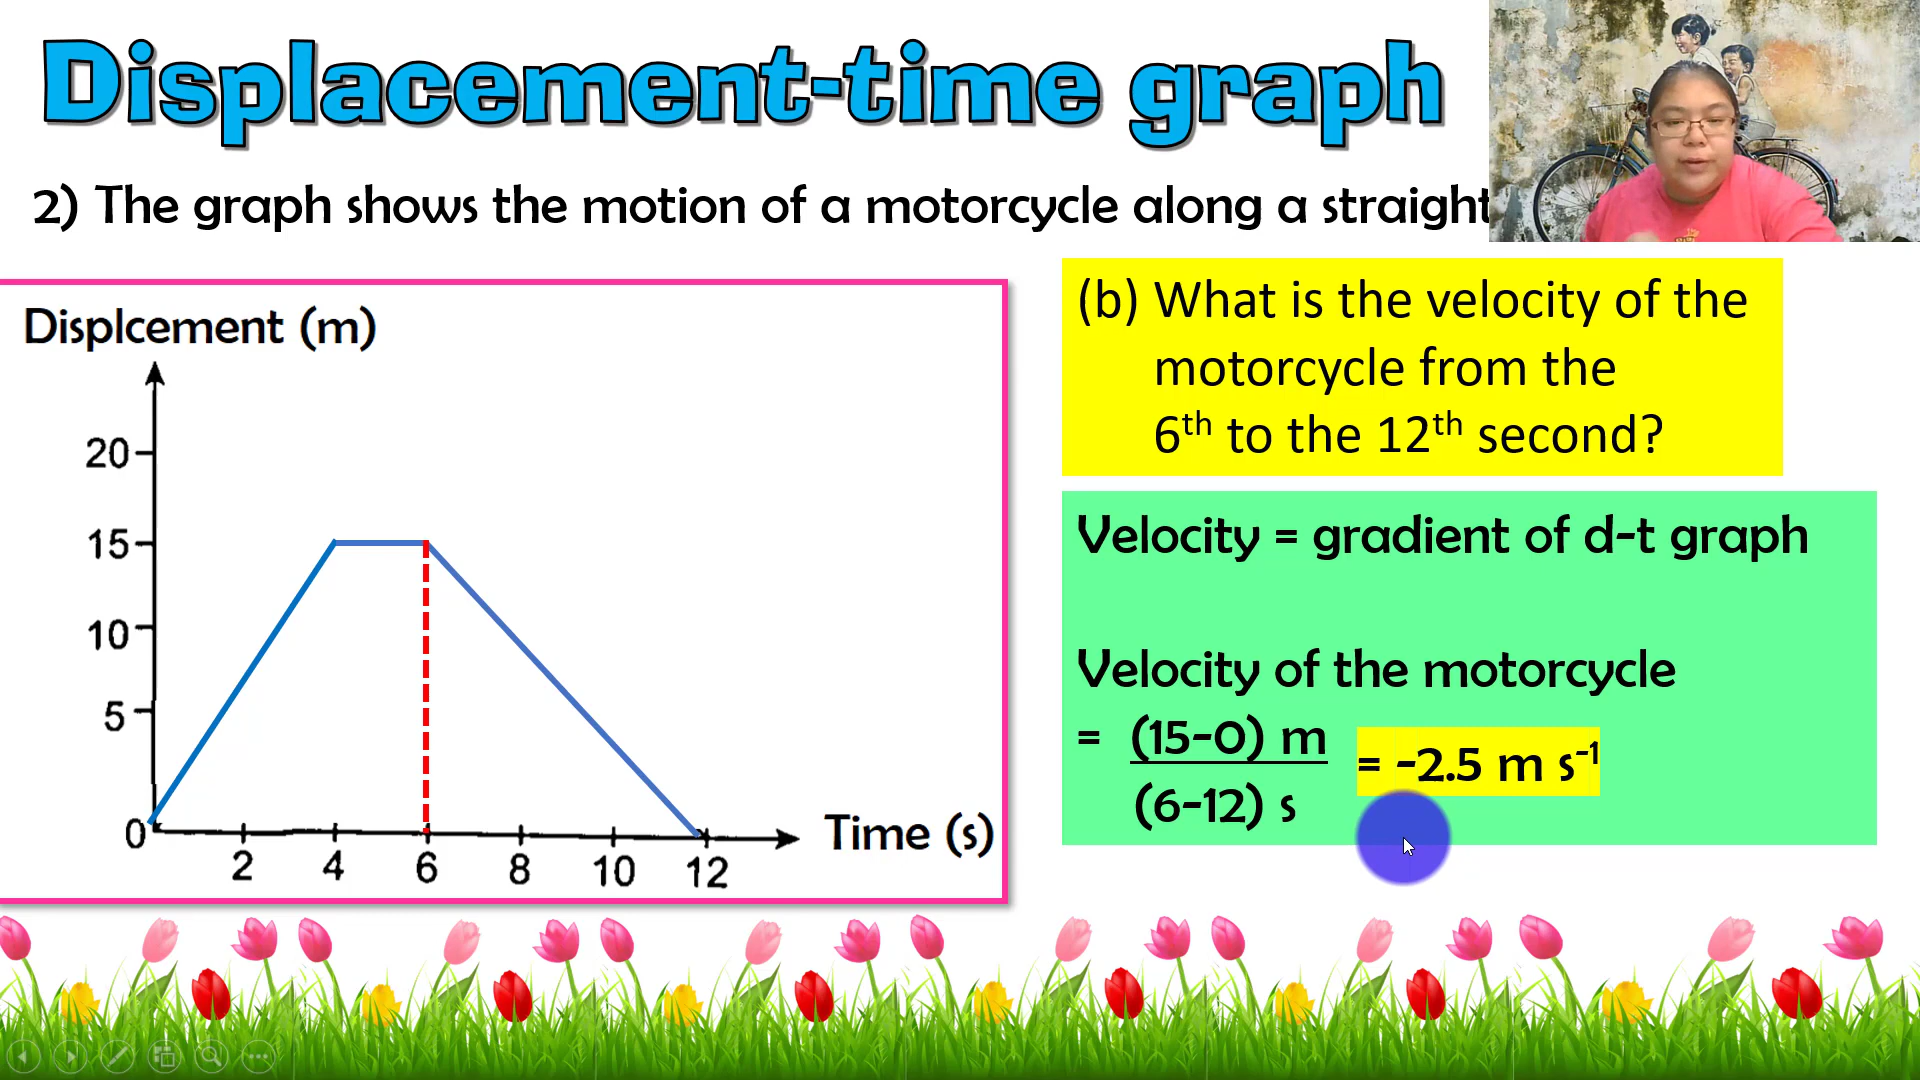 Displacement-time graph
2) The graph shows the motion of a motorcycle along a straight
Displcement (m)
20
15
10
5
0
2 4 6 8 10 12
Time (s)
(b) What is the velocity of the
motorcycle from the
6th to the 12th second?
Velocity = gradient of d-t graph
Velocity of the motorcycle
= (15-0) m
(6-12) s
= -2.5 m s-1